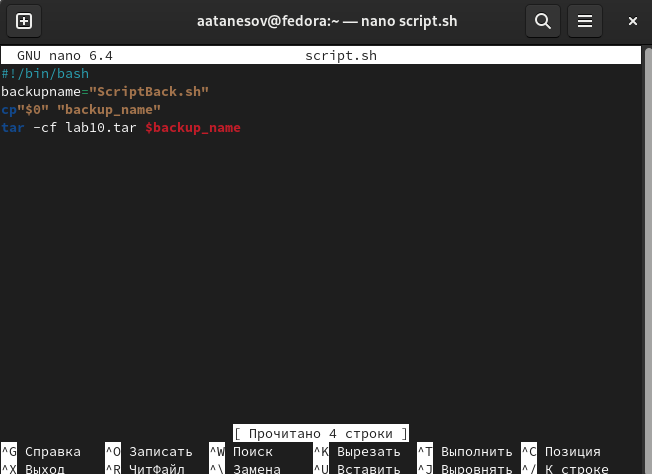 aatanesov@fedora:~ — nano script.sh
GNU nano 6.4 script.sh
#!/bin/bash
backupname="ScriptBack.sh"
cp"$0" "backup_name"
tar -cf lab10.tar $backup_name
[ Прочитано 4 строки ]
^G Справка ^O Записать ^W Поиск ^K Вырезать ^T Выполнить ^C Позиция
^X Выход ^R ЧитФайл ^\ Замена ^U Вставить ^J Выровнять ^/ К строке